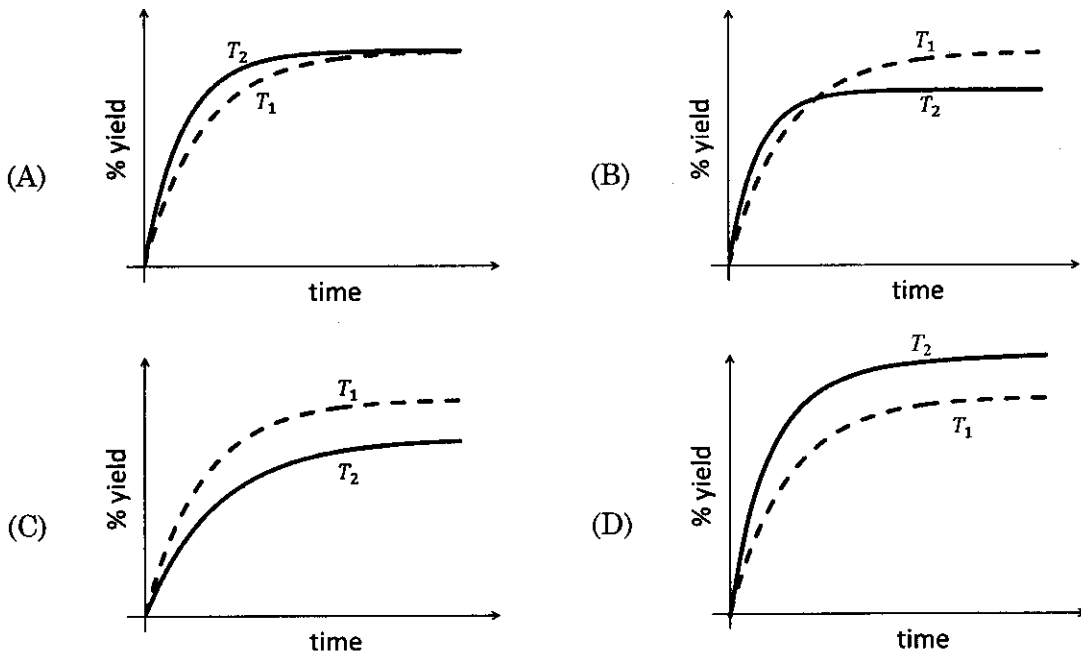 T₂
T₁
% yield
(A)
time
T₁
T₂
% yield
(B)
time
T₁
T₂
% yield
(C)
time
T₂
T₁
% yield
(D)
time